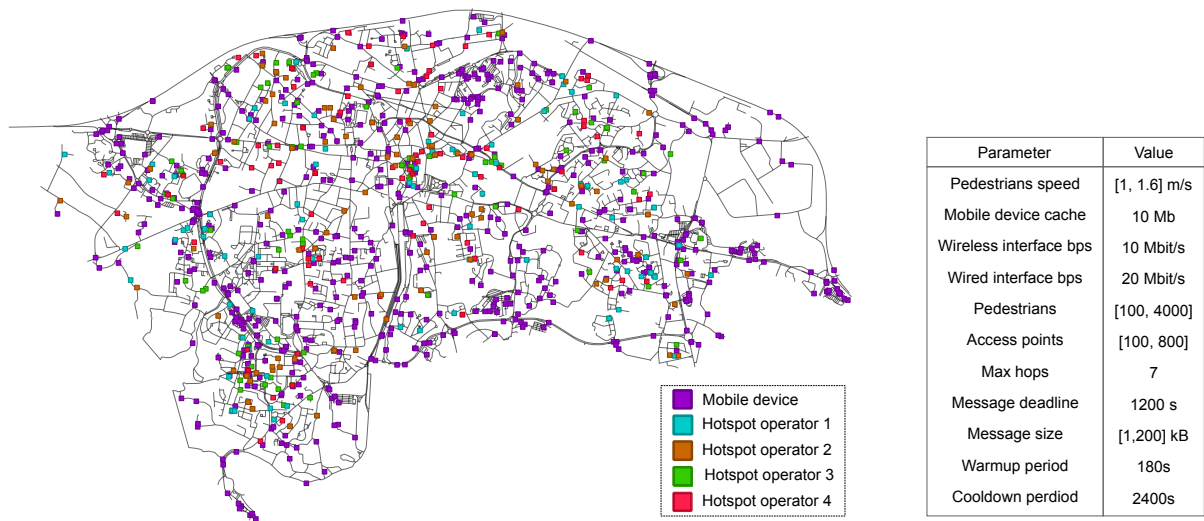 Mobile device
Hotspot operator 1
Hotspot operator 2
Hotspot operator 3
Hotspot operator 4
Parameter Value
Pedestrians speed [1, 1.6] m/s
Mobile device cache 10 Mb
Wireless interface bps 10 Mbit/s
Wired interface bps 20 Mbit/s
Pedestrians [100, 4000]
Access points [100, 800]
Max hops 7
Message deadline 1200 s
Message size [1,200] kB
Warmup period 180s
Cooldown perdiod 2400s